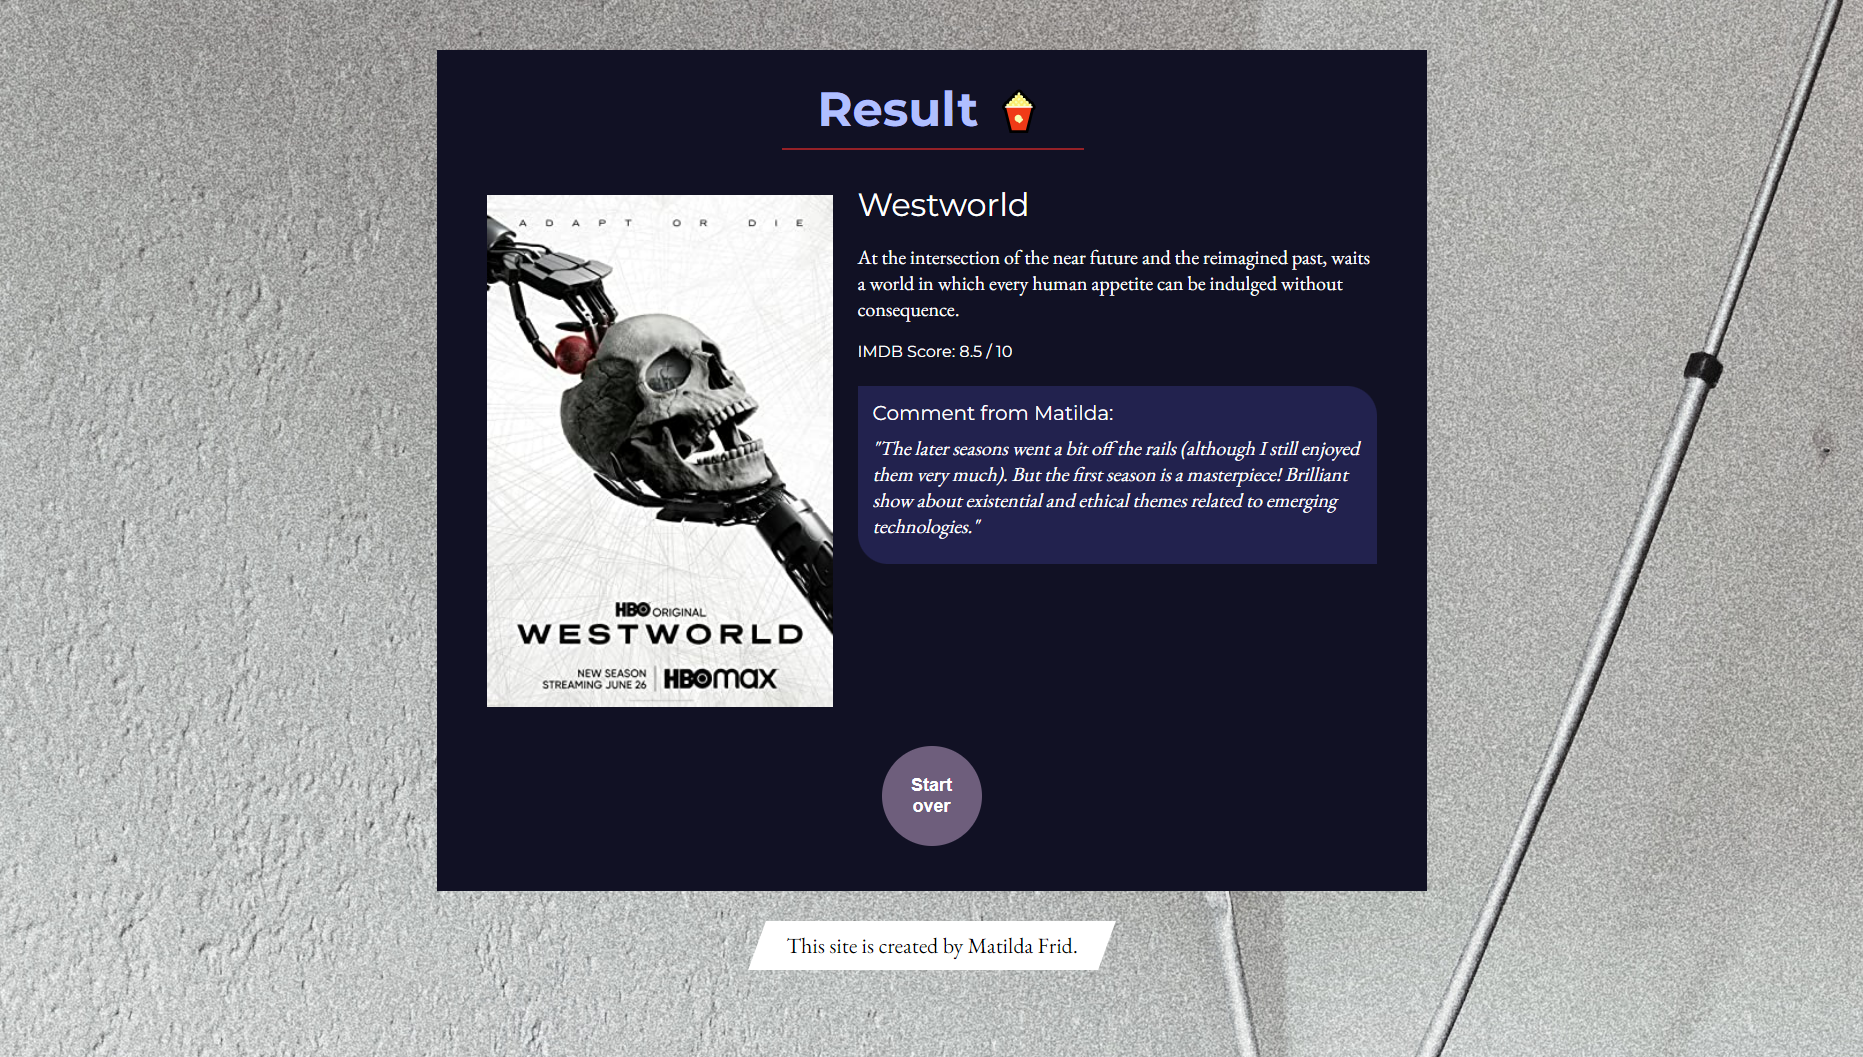 Result
Westworld
At the intersection of the near future and the reimagined past, waits
a world in which every human appetite can be indulged without
consequence.
IMDB Score: 8.5 / 10
Comment from Matilda:
"The later seasons went a bit off the rails (although I still enjoyed
them very much). But the first season is a masterpiece! Brilliant
show about existential and ethical themes related to emerging
technologies."
ADAPT OR DIE
HBO ORIGINAL
WESTWORLD
NEW SEASON
STREAMING JUNE 26
HBOMAX
Start
over
This site is created by Matilda Frid.